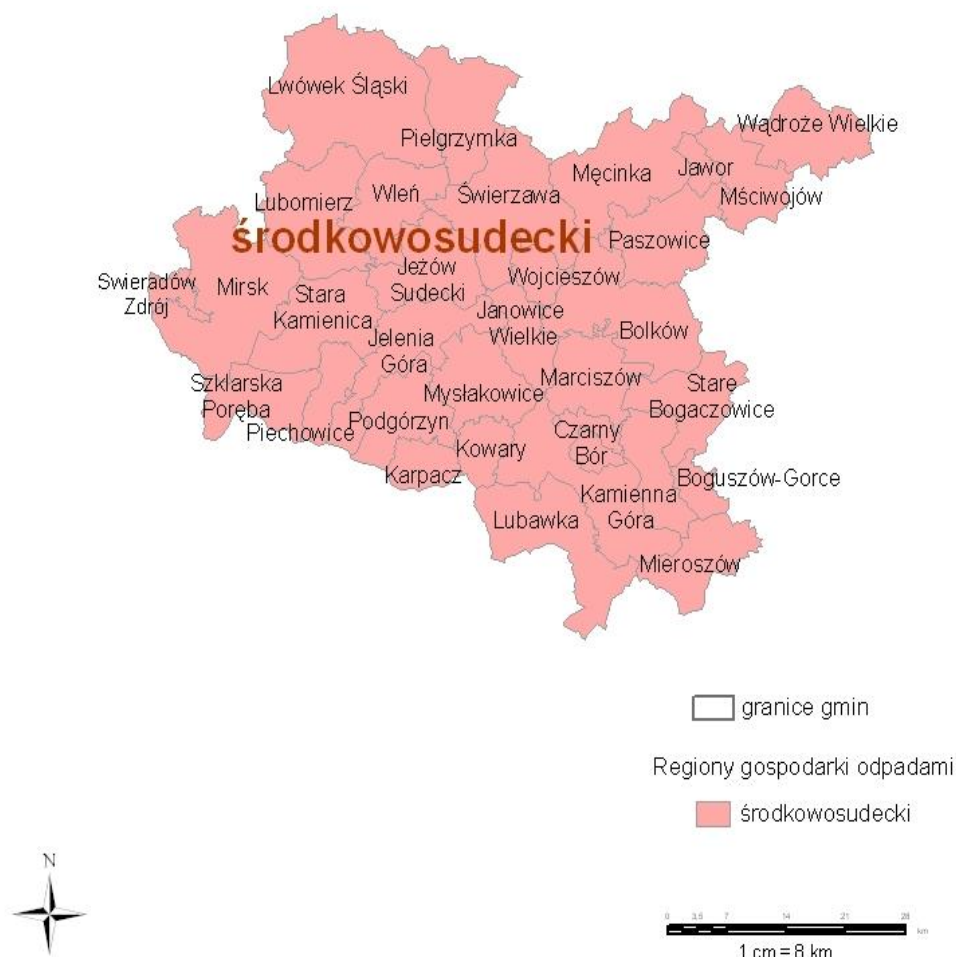 Lwówek Śląski
Pielgrzymka
Wądroże Wielkie
Męcinka
Jawor
Mściwojów
Lubomierz
Wleń
Świerzawa
środkowosudecki
Paszowice
Swieradów
Zdrój
Mirsk
Stara
Kamienica
Jeżów
Sudecki
Wojcieszów
Janowice
Wielkie
Bolków
Jelenia
Góra
Szklarska
Poręba
Piechowice
Podgórzyn
Mysłakowice
Marciszów
Stare
Bogaczowice
Karpacz
Kowary
Czarny
Bór
Boguszów-Gorce
Lubawka
Kamienna
Góra
Mieroszów
granice gmin
Regiony gospodarki odpadami
środkowosudecki
N
0 3,5 7 14 21 28
km
1 cm = 8 km